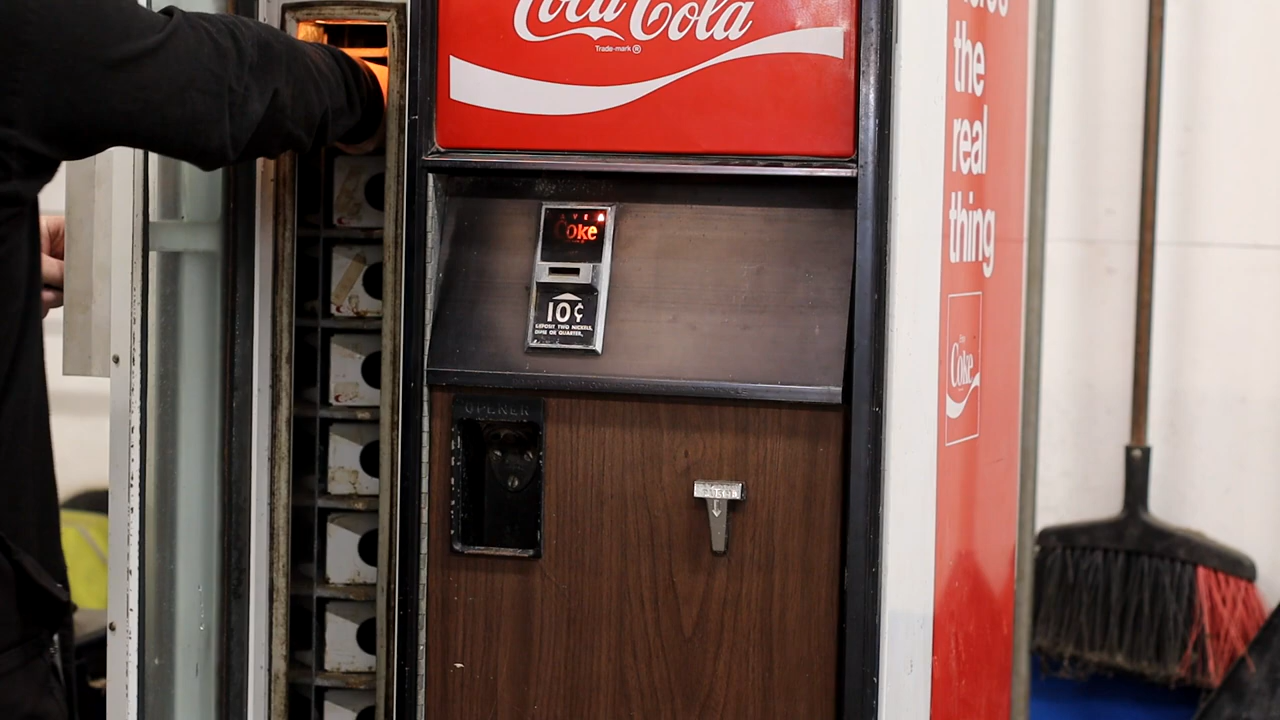 Coca Cola
Trade-mark ®
the
real
thing
Coke
10¢
DEPOSIT TWO NICKELS,
DIME OR QUARTER.
Coke
OPENER